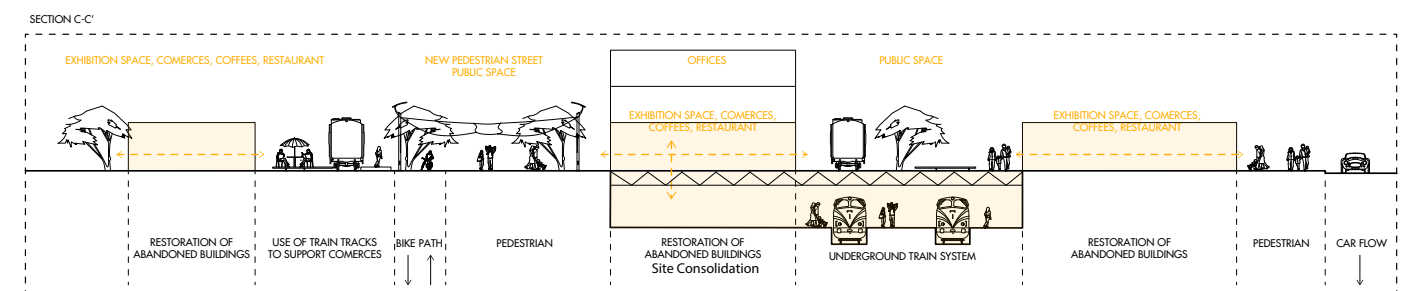 SECTION C-C'
EXHIBITION SPACE, COMERCES, COFFEES, RESTAURANT
NEW PEDESTRIAN STREET
PUBLIC SPACE
OFFICES
PUBLIC SPACE
EXHIBITION SPACE, COMERCES,
COFFEES, RESTAURANT
EXHIBITION SPACE, COMERCES,
COFFEES, RESTAURANT
RESTORATION OF
ABANDONED BUILDINGS
USE OF TRAIN TRACKS
TO SUPPORT COMERCES
BIKE PATH
PEDESTRIAN
RESTORATION OF
ABANDONED BUILDINGS
Site Consolidation
UNDERGROUND TRAIN SYSTEM
RESTORATION OF
ABANDONED BUILDINGS
PEDESTRIAN
CAR FLOW